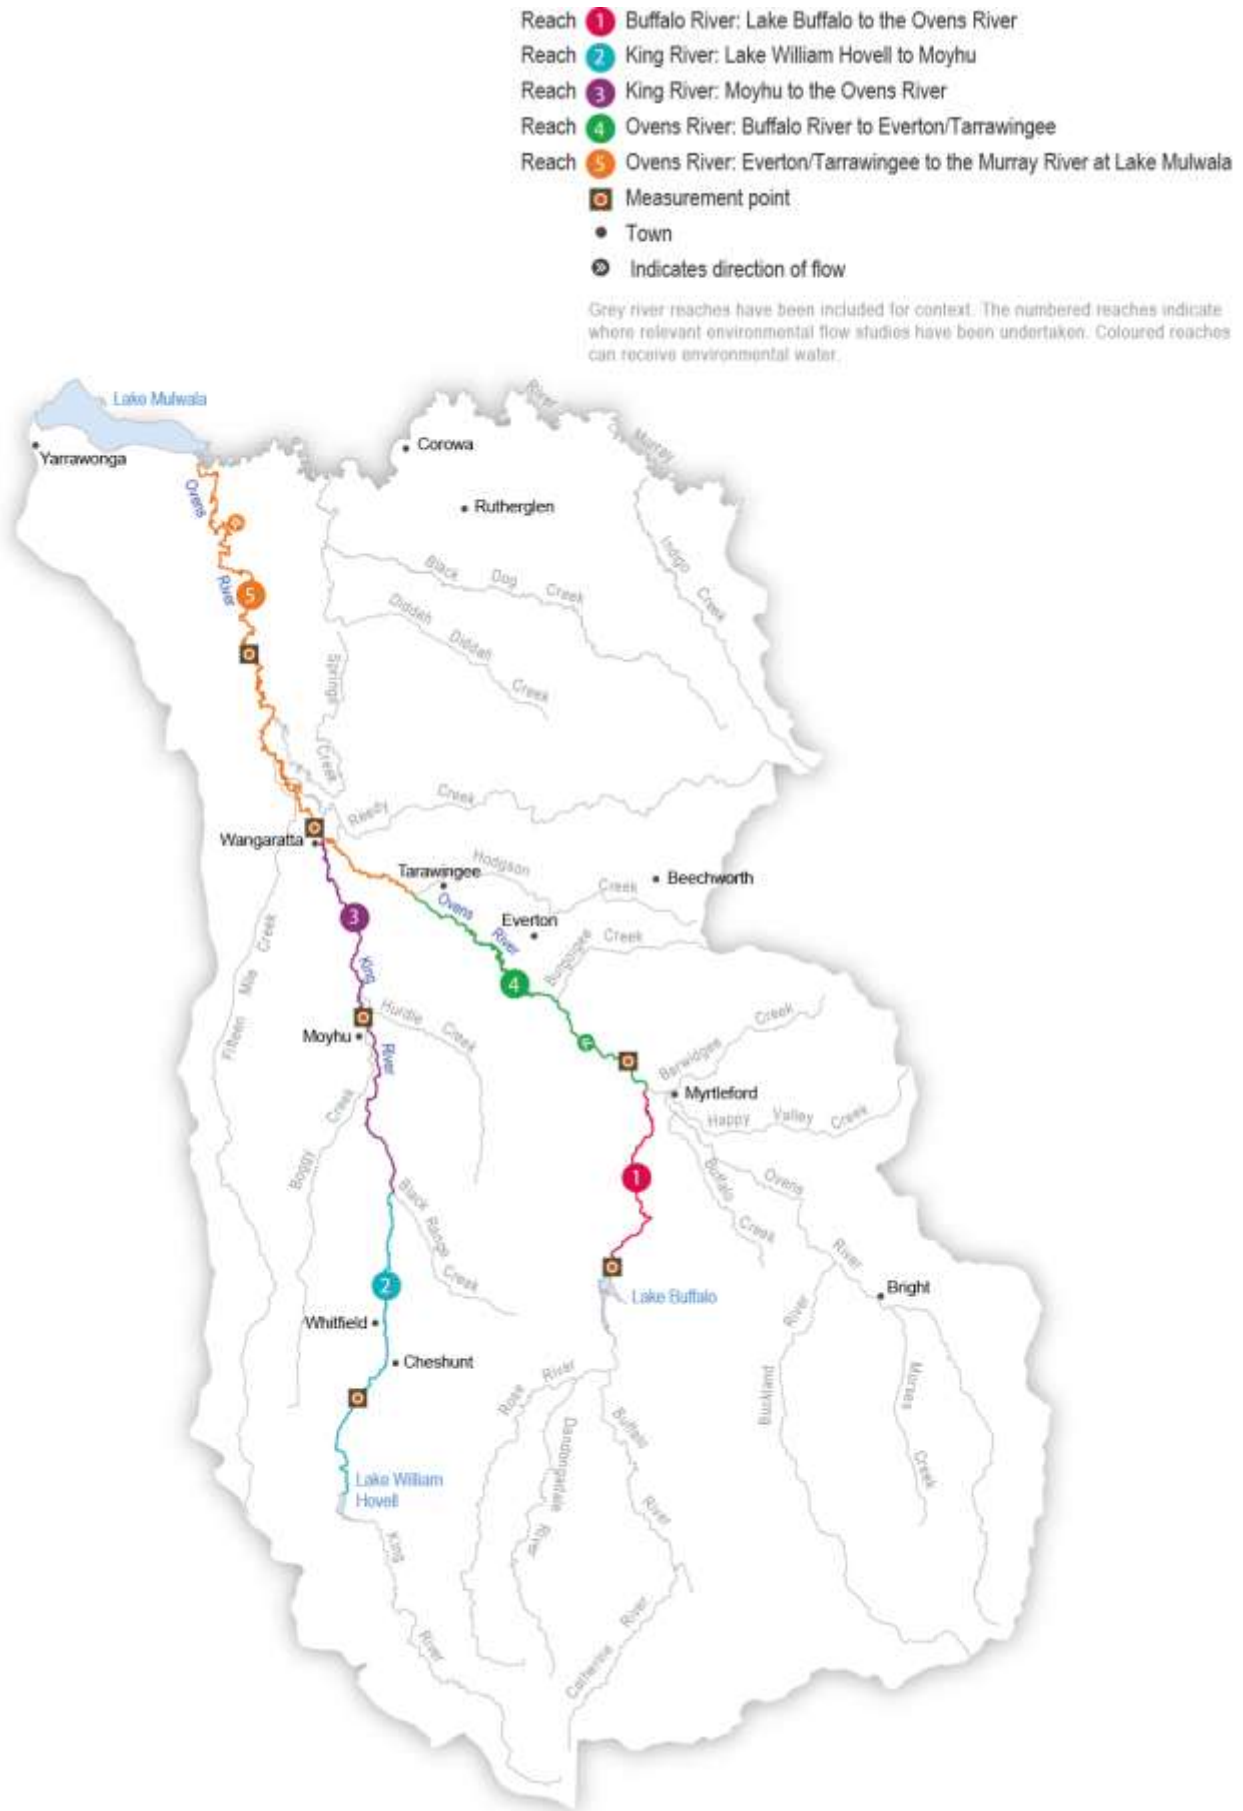 Reach 1 Buffalo River: Lake Buffalo to the Ovens River
Reach 2 King River: Lake William Hovell to Moyhu
Reach 3 King River: Moyhu to the Ovens River
Reach 4 Ovens River: Buffalo River to Everton/Tarrawingee
Reach 5 Ovens River: Everton/Tarrawingee to the Murray River at Lake Mulwala
Measurement point
Town
Indicates direction of flow
Grey river reaches have been included for context. The numbered reaches indicate
where relevant environmental flow studies have been undertaken. Coloured reaches
can receive environmental water.
River
Murray
Lake Mulwala
Corowa
Yarrawonga
Ovens
Rutherglen
Indigo
Creek
Black Dog Creek
River
5
Diddah Diddah Creek
Springs
Creek
Reedy Creek
Wangaratta
Tarawingee
Hodgson Creek
Beechworth
Ovens
River
Everton
Creek
3
Fifteen Mile Creek
King
River
4
Hurdle Creek
Moyhu
Barwidgee Creek
Myrtleford
Happy Valley Creek
Boggy Creek
1
Buffalo Creek
Ovens
River
Black Range Creek
2
Lake Buffalo
Bright
Whitfield
Cheshunt
Rose River
Buckland River
Morses Creek
Dandongadale River
Buffalo River
Lake William
Hovell
King
River
Catherine River